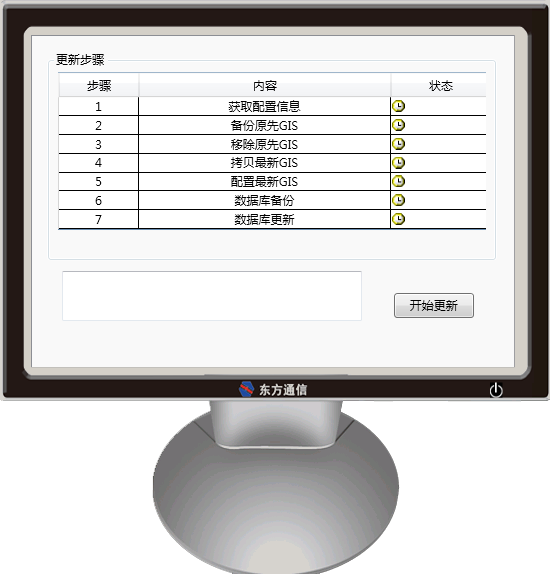 更新步骤
步骤 内容 状态
1 获取配置信息
2 备份原先GIS
3 移除原先GIS
4 拷贝最新GIS
5 配置最新GIS
6 数据库备份
7 数据库更新
开始更新
东方通信